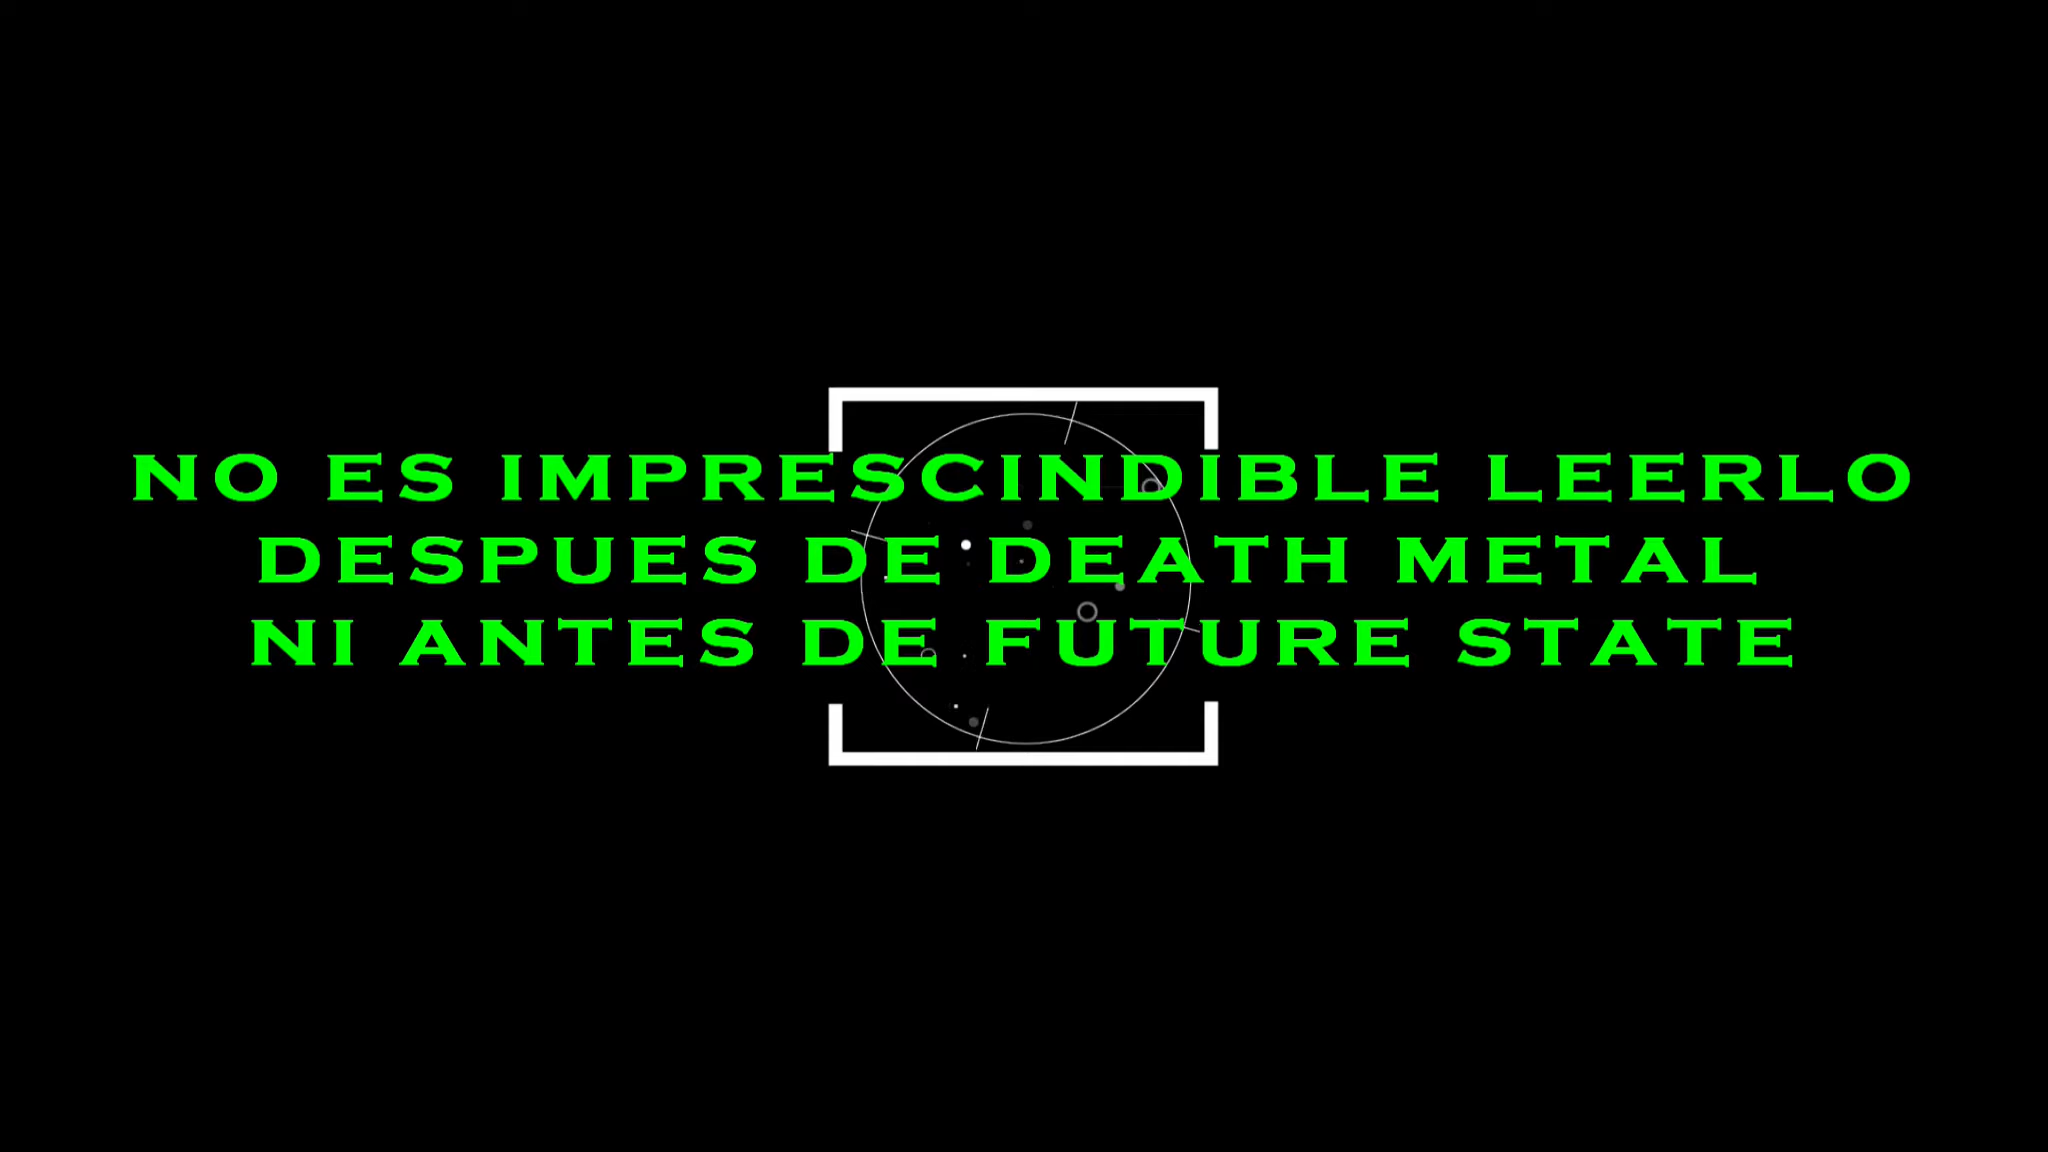 NO ES IMPRESCINDIBLE LEERLO
DESPUES DE DEATH METAL
NI ANTES DE FUTURE STATE